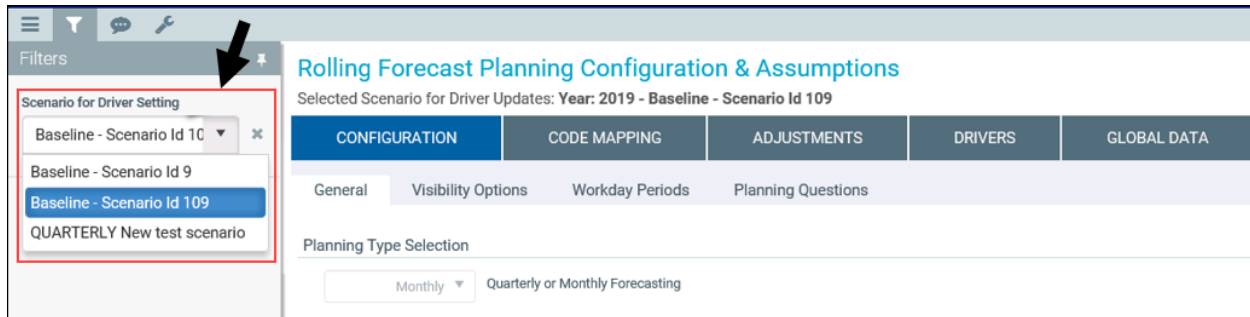 Filters
Scenario for Driver Setting
Baseline - Scenario Id 10
Baseline - Scenario Id 9
Baseline - Scenario Id 109
QUARTERLY New test scenario
Rolling Forecast Planning Configuration & Assumptions
Selected Scenario for Driver Updates: Year: 2019 - Baseline - Scenario Id 109
CONFIGURATION CODE MAPPING ADJUSTMENTS DRIVERS GLOBAL DATA
General Visibility Options Workday Periods Planning Questions
Planning Type Selection
Monthly Quarterly or Monthly Forecasting